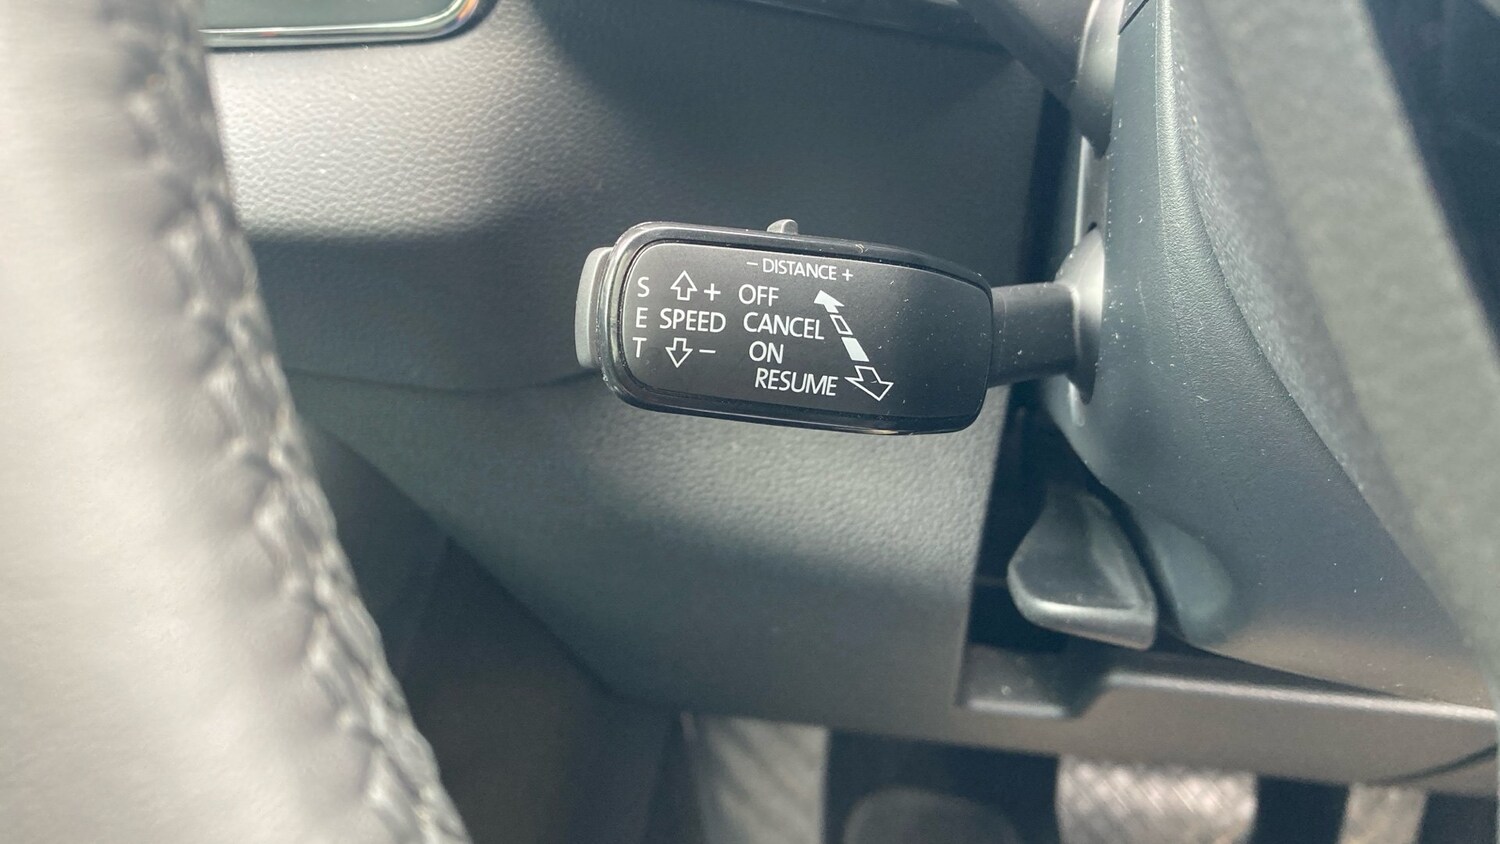 – DISTANCE +
S + OFF
E SPEED CANCEL
T – ON
RESUME